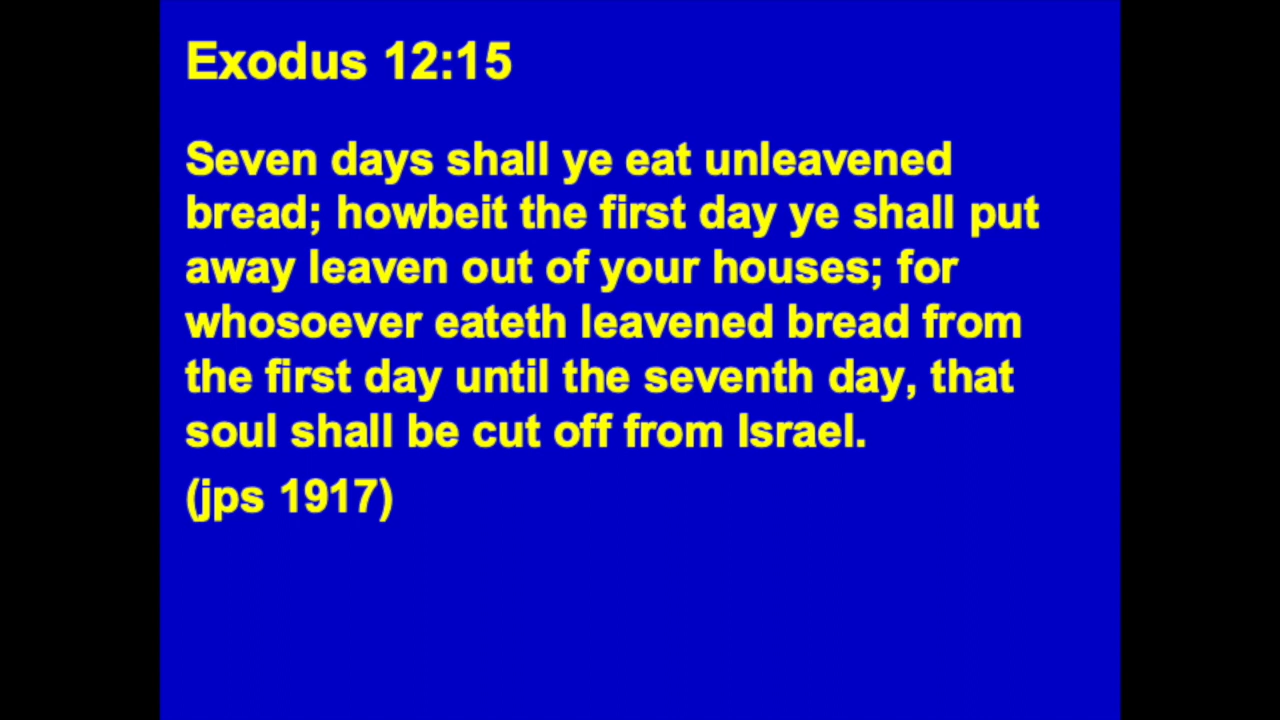 Exodus 12:15
Seven days shall ye eat unleavened
bread; howbeit the first day ye shall put
away leaven out of your houses; for
whosoever eateth leavened bread from
the first day until the seventh day, that
soul shall be cut off from Israel.
(jps 1917)